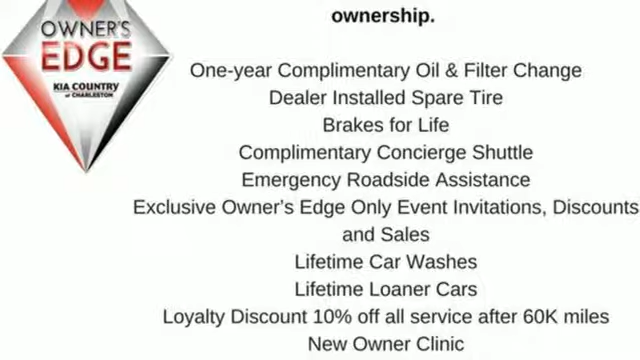 OWNER'S
EDGE
KIA COUNTRY
of CHARLESTON
ownership.
One-year Complimentary Oil & Filter Change
Dealer Installed Spare Tire
Brakes for Life
Complimentary Concierge Shuttle
Emergency Roadside Assistance
Exclusive Owner's Edge Only Event Invitations, Discounts
and Sales
Lifetime Car Washes
Lifetime Loaner Cars
Loyalty Discount 10% off all service after 60K miles
New Owner Clinic